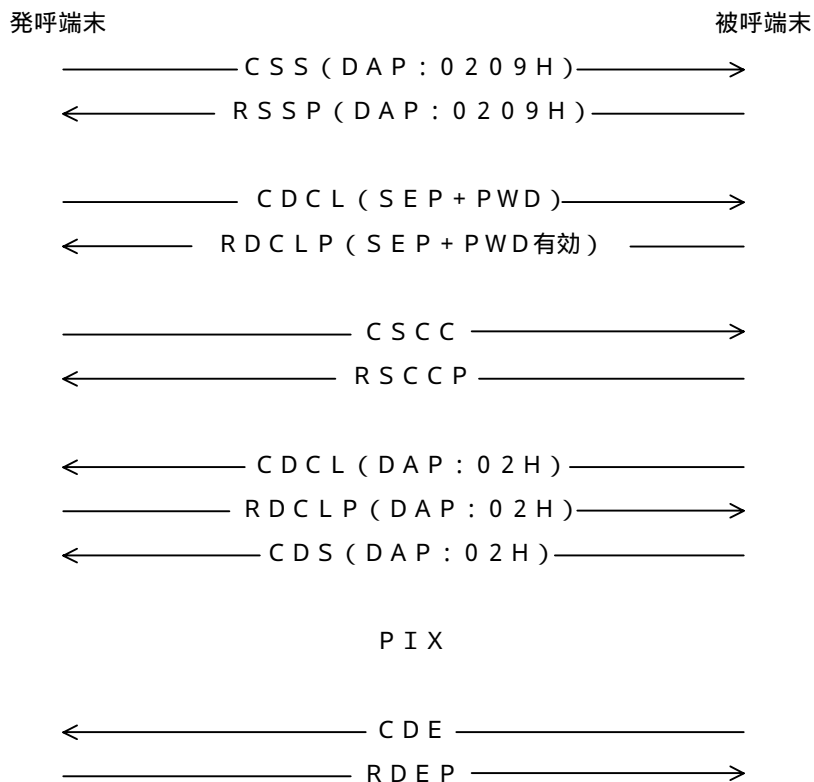 発呼端末 被呼端末
CSS(DAP:0209H)
RSSP(DAP:0209H)
CDCL(SEP+PWD)
RDCLP(SEP+PWD有効)
CSCC
RSCCP
CDCL(DAP:02H)
RDCLP(DAP:02H)
CDS(DAP:02H)
PIX
CDE
RDEP